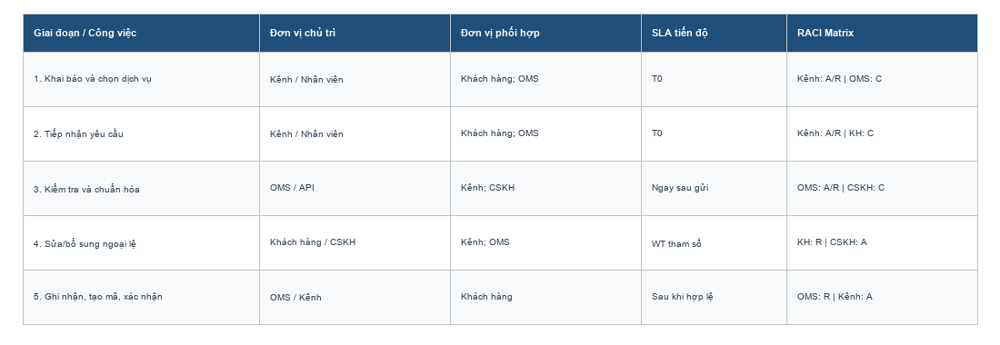 Giai đoạn / Công việc	Đơn vị chủ trì	Đơn vị phối hợp	SLA tiến độ	RACI Matrix
1. Khai báo và chọn dịch vụ	Kênh / Nhân viên	Khách hàng; OMS	T0	Kênh: A/R | OMS: C
2. Tiếp nhận yêu cầu	Kênh / Nhân viên	Khách hàng; OMS	T0	Kênh: A/R | KH: C
3. Kiểm tra và chuẩn hóa	OMS / API	Kênh; CSKH	Ngay sau gửi	OMS: A/R | CSKH: C
4. Sửa/bổ sung ngoại lệ	Khách hàng / CSKH	Kênh; OMS	WT tham số	KH: R | CSKH: A
5. Ghi nhận, tạo mã, xác nhận	OMS / Kênh	Khách hàng	Sau khi hợp lệ	OMS: R | Kênh: A